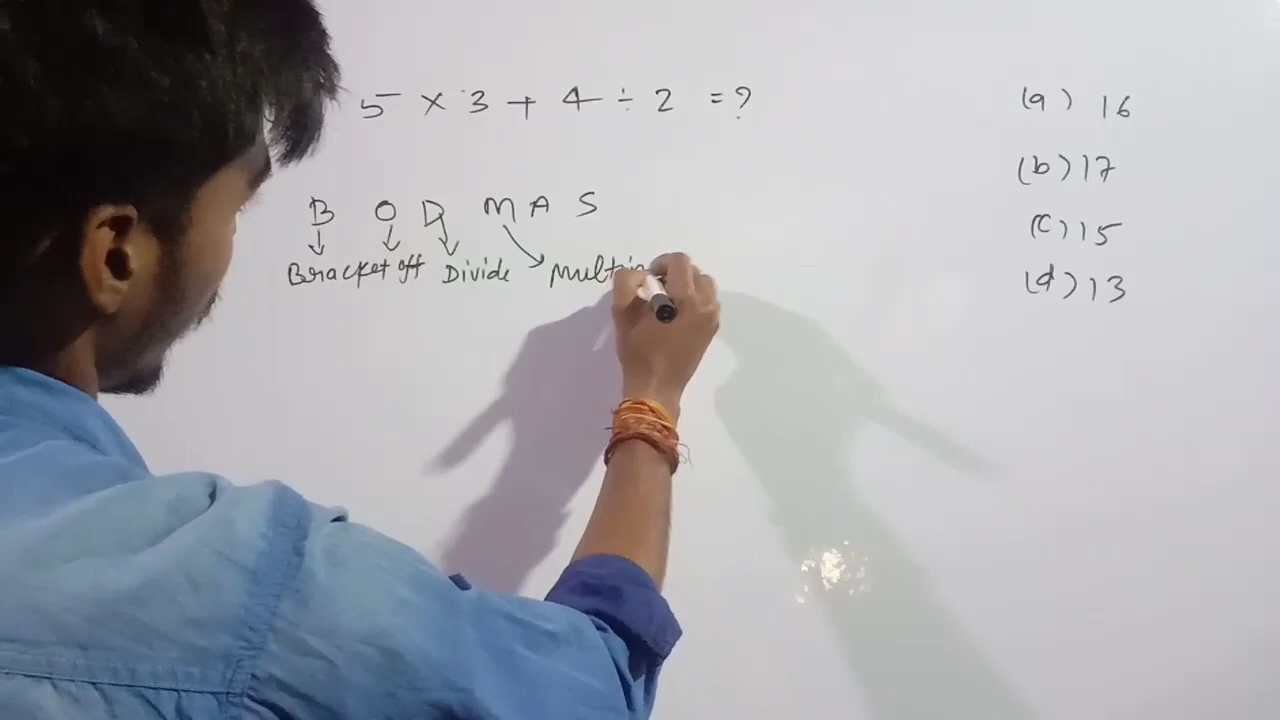 5 × 3 + 4 ÷ 2 = ?
(a) 16
(b) 17
(c) 15
(d) 13
B O D M A S
Bracket off Divide